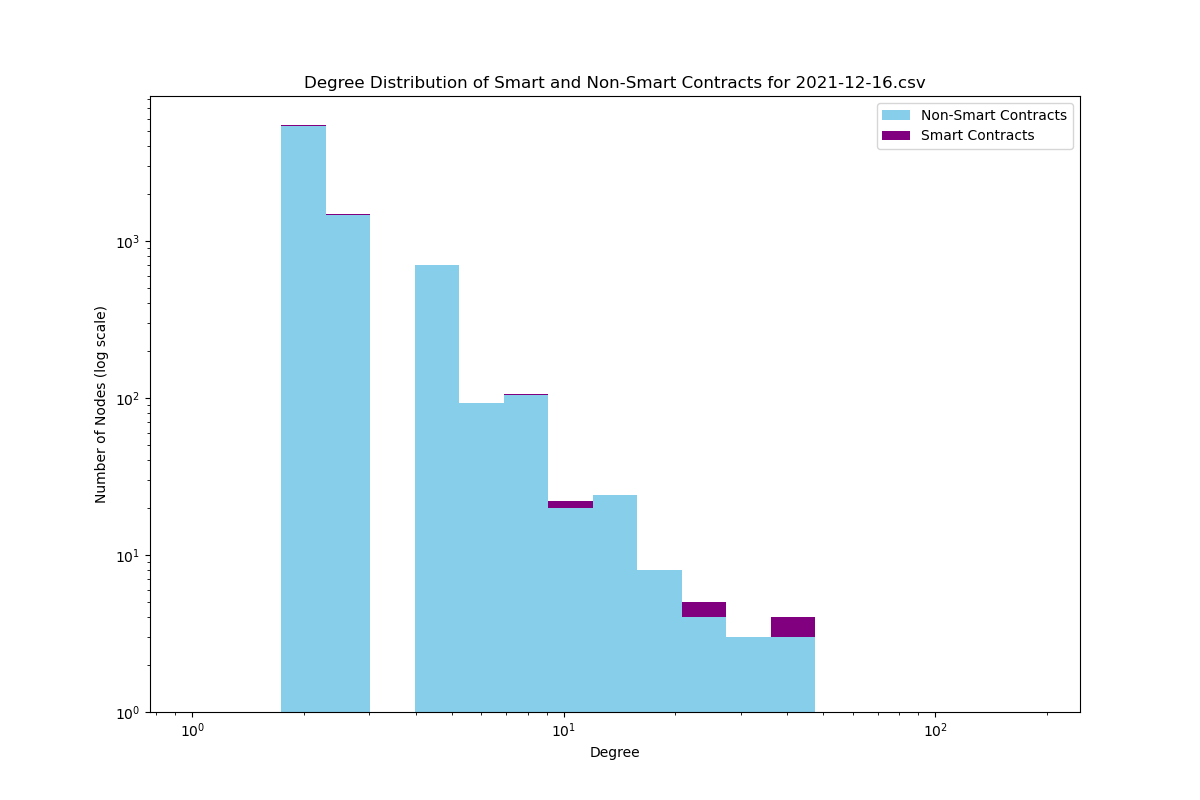 Degree Distribution of Smart and Non-Smart Contracts for 2021-12-16.csv
Non-Smart Contracts
Smart Contracts
Number of Nodes (log scale)
10³
10²
10¹
10⁰
10⁰ 10¹ 10²
Degree